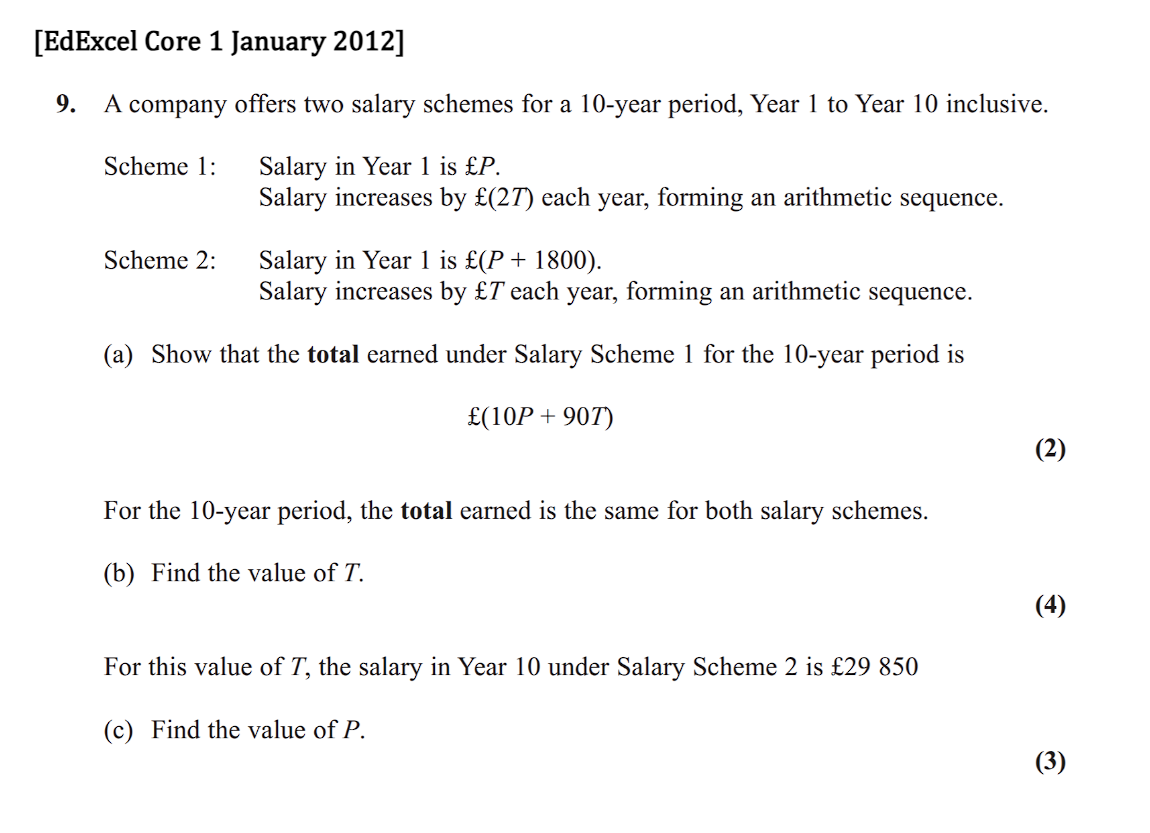 [EdExcel Core 1 January 2012]
9. A company offers two salary schemes for a 10-year period, Year 1 to Year 10 inclusive.
Scheme 1: Salary in Year 1 is £P.
Salary increases by £(2T) each year, forming an arithmetic sequence.
Scheme 2: Salary in Year 1 is £(P + 1800).
Salary increases by £T each year, forming an arithmetic sequence.
(a) Show that the total earned under Salary Scheme 1 for the 10-year period is
£(10P + 90T)
(2)
For the 10-year period, the total earned is the same for both salary schemes.
(b) Find the value of T.
(4)
For this value of T, the salary in Year 10 under Salary Scheme 2 is £29 850
(c) Find the value of P.
(3)